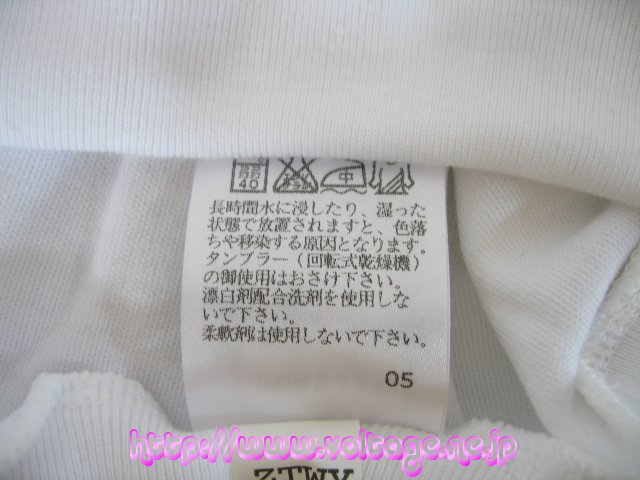 40
中
長時間水に浸したり、湿った
状態で放置されますと、色落
ちや移染する原因となります。
タンブラー（回転式乾燥機）
の御使用はおさけ下さい。
漂白剤配合洗剤を使用しな
いで下さい。
柔軟剤は使用しないで下さい。
05
http://www.voltage.ne.jp